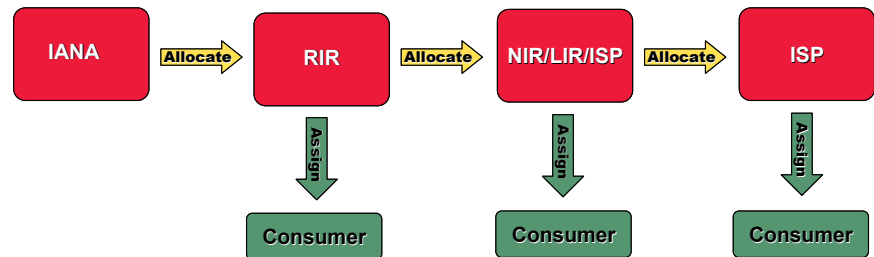 IANA
Allocate
RIR
Allocate
NIR/LIR/ISP
Allocate
ISP
Assign
Assign
Assign
Consumer
Consumer
Consumer